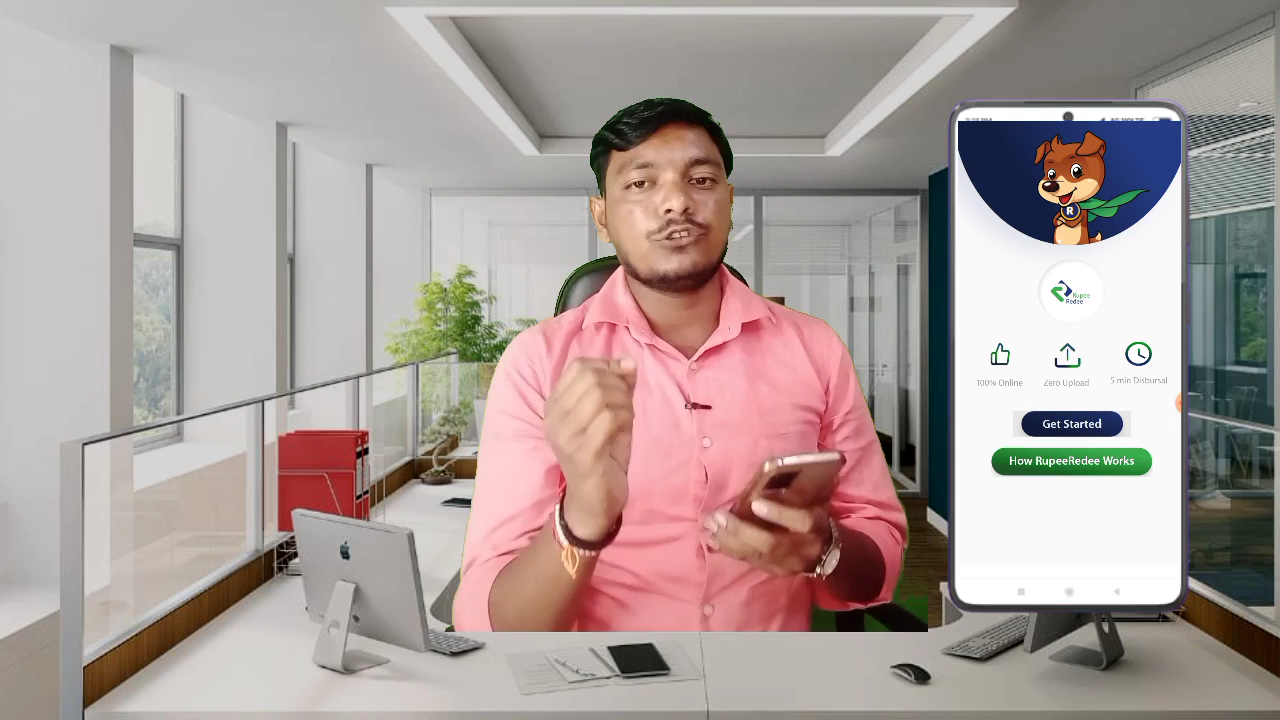 R
Rupee
Redee
100% Online
Zero Upload
5 min Disbursal
Get Started
How RupeeRedee Works